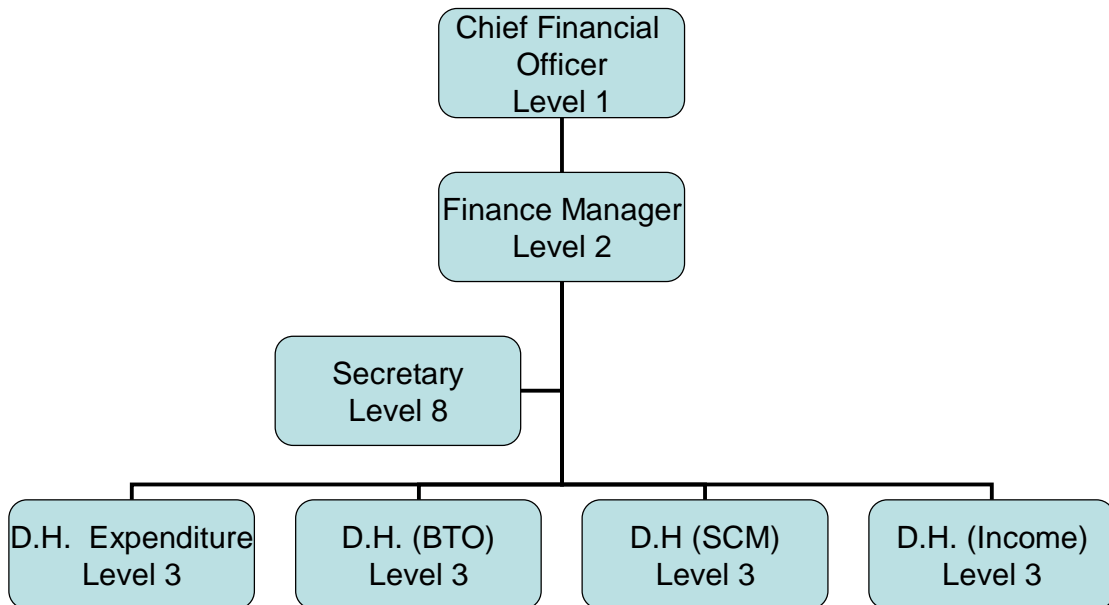 Chief Financial
Officer
Level 1
Finance Manager
Level 2
Secretary
Level 8
D.H. Expenditure
Level 3
D.H. (BTO)
Level 3
D.H (SCM)
Level 3
D.H. (Income)
Level 3